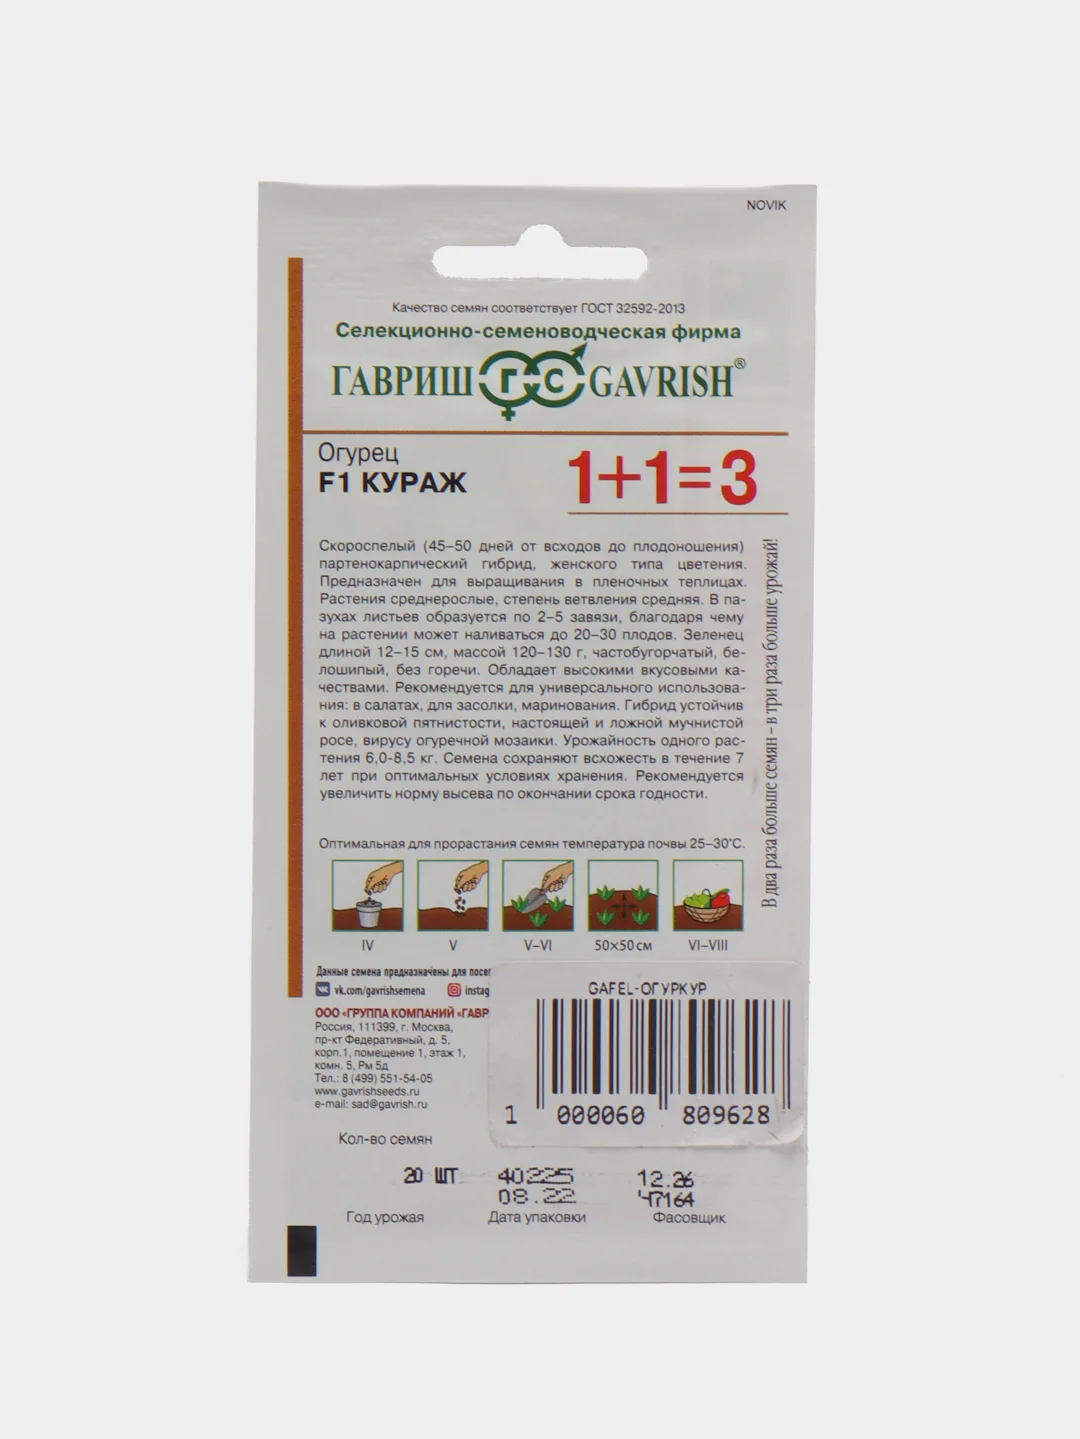 NOVIK
Качество семян соответствует ГОСТ 32592-2013
Селекционно-семеноводческая фирма
ГАВРИШ ГС GAVRISH®
Огурец
F1 КУРАЖ
1+1=3
Скороспелый (45–50 дней от всходов до плодоношения)
партенокарпический гибрид, женского типа цветения.
Предназначен для выращивания в пленочных теплицах.
Растения среднерослые, степень ветвления средняя. В па-
зухах листьев образуется по 2–5 завязи, благодаря чему
на растении может наливаться до 20–30 плодов. Зеленец
длиной 12–15 см, массой 120–130 г, частобугорчатый, бе-
лошипый, без горечи. Обладает высокими вкусовыми ка-
чествами. Рекомендуется для универсального использова-
ния: в салатах, для засолки, маринования. Гибрид устойчив
к оливковой пятнистости, настоящей и ложной мучнистой
росе, вирусу огуречной мозаики. Урожайность одного рас-
тения 6,0-8,5 кг. Семена сохраняют всхожесть в течение 7
лет при оптимальных условиях хранения. Рекомендуется
увеличить норму высева по окончании срока годности.
В два раза больше семян – в три раза больше урожай!
Оптимальная для прорастания семян температура почвы 25–30°С.
IV V V–VI 50×50 см VI–VIII
Данные семена предназначены для
vk.com/gavrishsemena
ООО «ГРУППА КОМПАНИЙ
Россия, 111399, г. Москва,
пр-кт Федеративный, д. 5,
корп.1, помещение 1, этаж 1,
комн. 5, Рм 5д
Тел.: 8 (499) 551-54-05
www.gavrishseeds.ru
e-mail: sad@gavrish.ru
GAFEL-ОГУРКУР
1 000060 809628
Кол-во семян
20 ШТ 40225 12.26
08.22 Ч7164
Год урожая Дата упаковки Фасовщик